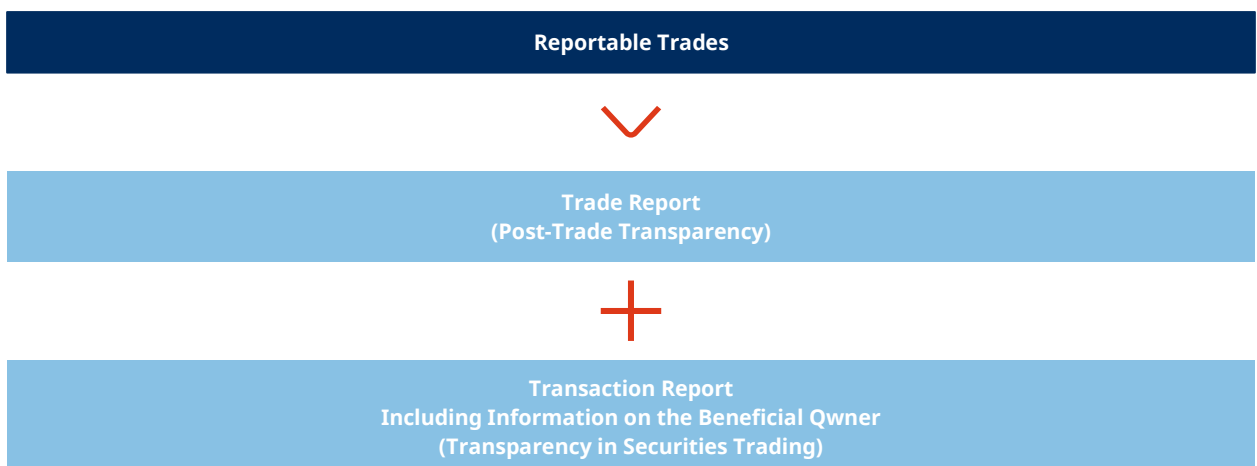 Reportable Trades
Trade Report
(Post-Trade Transparency)
Transaction Report
Including Information on the Beneficial Qwner
(Transparency in Securities Trading)